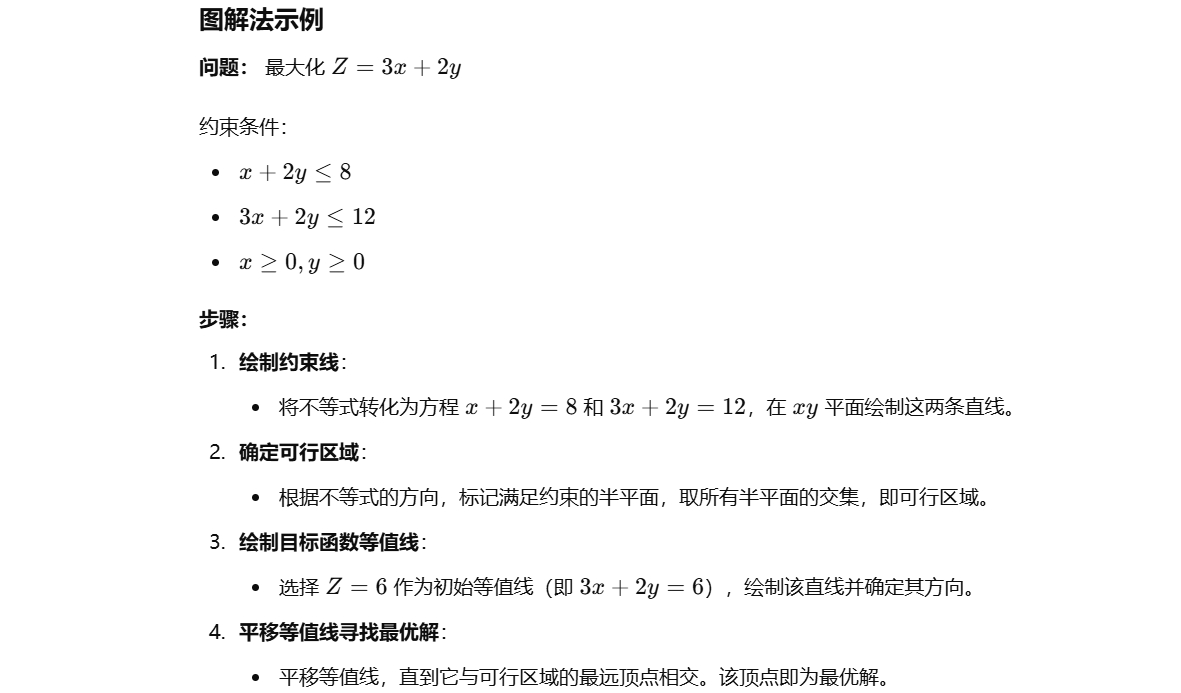 图解法示例
问题： 最大化 Z = 3x + 2y
约束条件：
• x + 2y ≤ 8
• 3x + 2y ≤ 12
• x ≥ 0, y ≥ 0
步骤：
1. 绘制约束线：
• 将不等式转化为方程 x + 2y = 8 和 3x + 2y = 12，在 xy 平面绘制这两条直线。
2. 确定可行区域：
• 根据不等式的方向，标记满足约束的半平面，取所有半平面的交集，即可行区域。
3. 绘制目标函数等值线：
• 选择 Z = 6 作为初始等值线（即 3x + 2y = 6），绘制该直线并确定其方向。
4. 平移等值线寻找最优解：
• 平移等值线，直到它与可行区域的最远顶点相交。该顶点即为最优解。